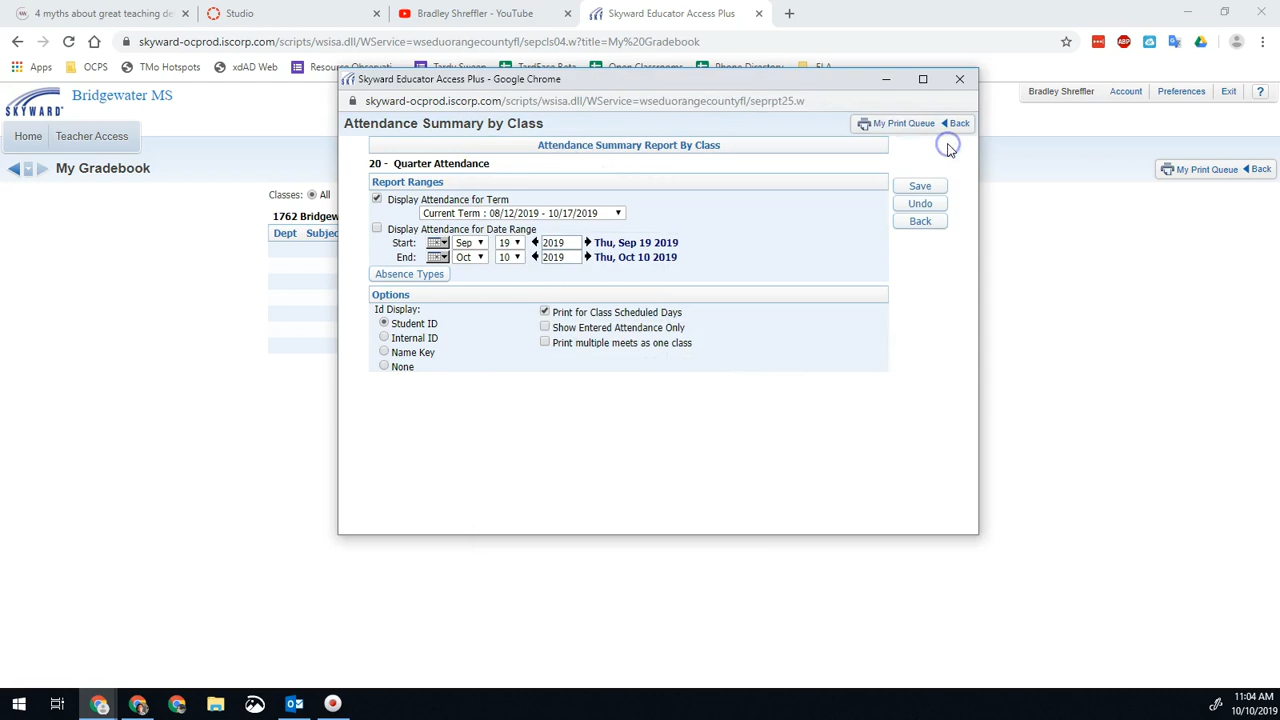 4 myths about great teaching de
Studio
Bradley Shreffler - YouTube
Skyward Educator Access Plus
skyward-ocprod.iscorp.com/scripts/wsisa.dll/WService=wseduorangecountyfl/sepcls04.w?title=My%20Gradebook
Apps
OCPS
TMo Hotspots
xdAD Web
Skyward Educator Access Plus - Google Chrome
skyward-ocprod.iscorp.com/scripts/wsisa.dll/WService=wseduorangecountyfl/seprpt25.w
SKYWARD
Bridgewater MS
Bradley Shreffler
Account
Preferences
Exit
?
Home
Teacher Access
Attendance Summary by Class
My Print Queue
Back
My Gradebook
My Print Queue
Back
Attendance Summary Report By Class
20 - Quarter Attendance
Report Ranges
Display Attendance for Term
Current Term : 08/12/2019 - 10/17/2019
Display Attendance for Date Range
Start: Sep 19 2019 Thu, Sep 19 2019
End: Oct 10 2019 Thu, Oct 10 2019
Absence Types
Save
Undo
Back
Options
Id Display:
Student ID
Internal ID
Name Key
None
Print for Class Scheduled Days
Show Entered Attendance Only
Print multiple meets as one class
Classes: All
1762 Bridgew
Dept Subjec
11:04 AM
10/10/2019